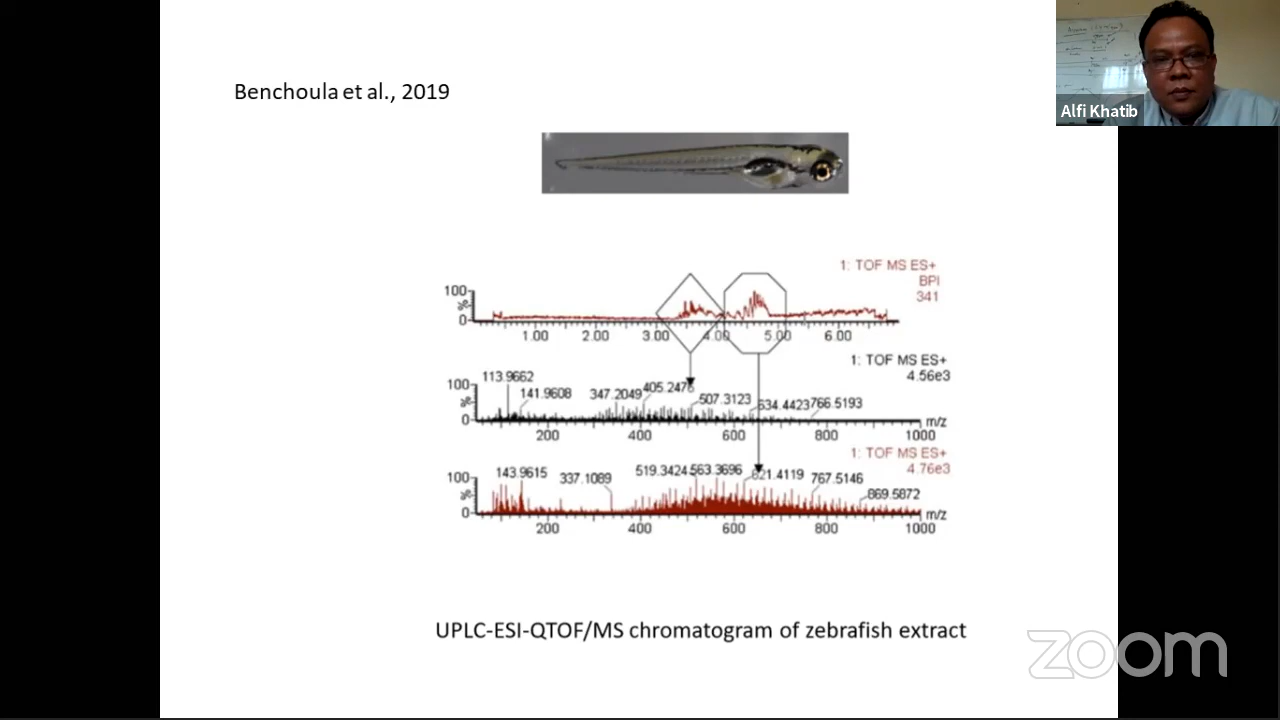 Benchoula et al., 2019
Alfi Khatib
1: TOF MS ES+
BPI
341
100
%
0
1.00 2.00 3.00 4.00 5.00 6.00
1: TOF MS ES+
4.56e3
113.9662
141.9608 347.2049 405.2476 507.3123 634.4423 766.5193
100
%
0
m/z
200 400 600 800 1000
1: TOF MS ES+
4.76e3
143.9615 337.1089 519.3424 563.3696 621.4119 767.5146
869.5872
100
%
0
m/z
200 400 600 800 1000
UPLC-ESI-QTOF/MS chromatogram of zebrafish extract
zoom